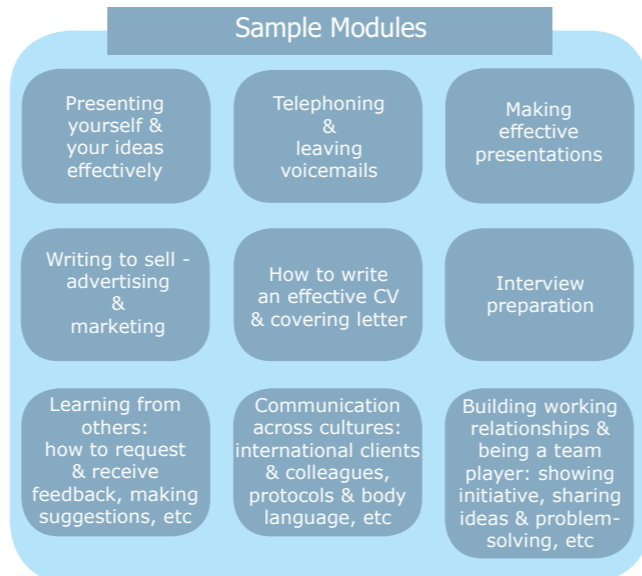 Sample Modules
Presenting
yourself &
your ideas
effectively
Telephoning
&
leaving
voicemails
Making
effective
presentations
Writing to sell -
advertising
&
marketing
How to write
an effective CV
& covering letter
Interview
preparation
Learning from
others:
how to request
& receive
feedback, making
suggestions, etc
Communication
across cultures:
international clients
& colleagues,
protocols & body
language, etc
Building working
relationships &
being a team
player: showing
initiative, sharing
ideas & problem-
solving, etc